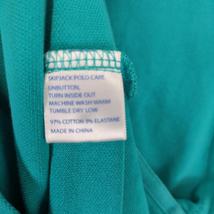 SKIPJACK POLO CARE
UNBUTTON,
TURN INSIDE OUT
MACHINE WASH WARM
TUMBLE DRY LOW
97% COTTON 3% ELASTANE
MADE IN CHINA